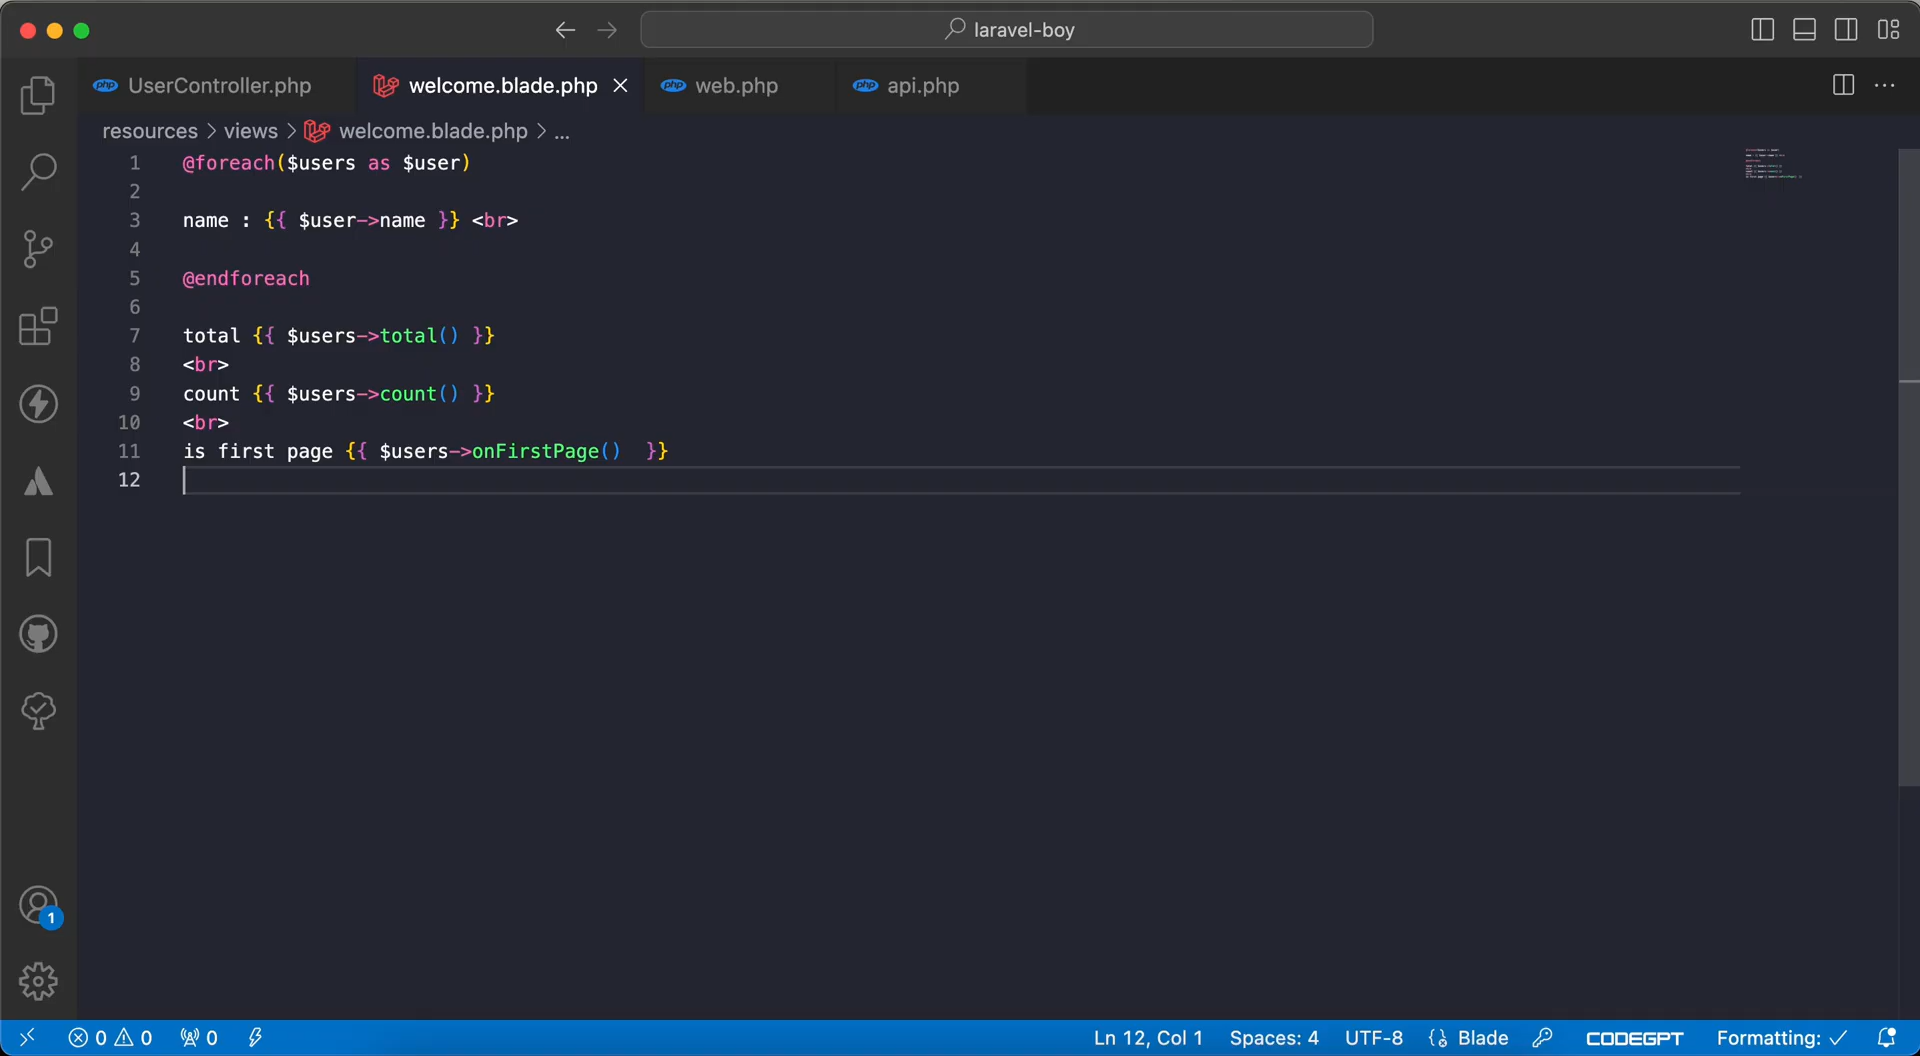 laravel-boy
UserController.php
welcome.blade.php
web.php
api.php
resources > views > welcome.blade.php > ...
1 @foreach($users as $user)
2
3 name : {{ $user->name }} <br>
4
5 @endforeach
6
7 total {{ $users->total() }}
8 <br>
9 count {{ $users->count() }}
10 <br>
11 is first page {{ $users->onFirstPage()  }}
12
1
0 0 0
Ln 12, Col 1 Spaces: 4 UTF-8 Blade CODEGPT Formatting: ✓